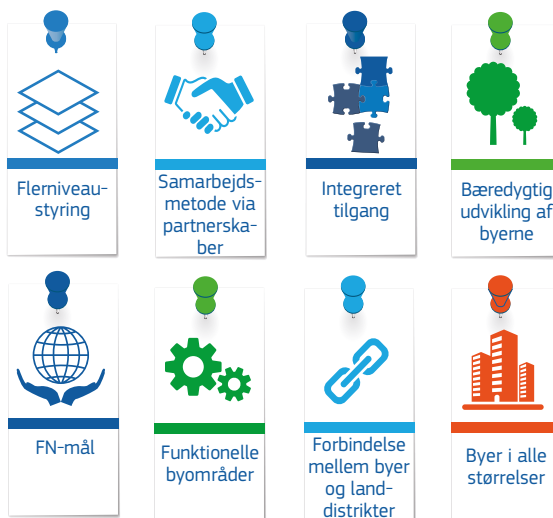 Flerniveau-
styring
Samarbejds-
metode via
partnerska-
ber
Integreret
tilgang
Bæredygtig
udvikling af
byerne
FN-mål
Funktionelle
byområder
Forbindelse
mellem byer
og land-
distrikter
Byer i alle
størrelser